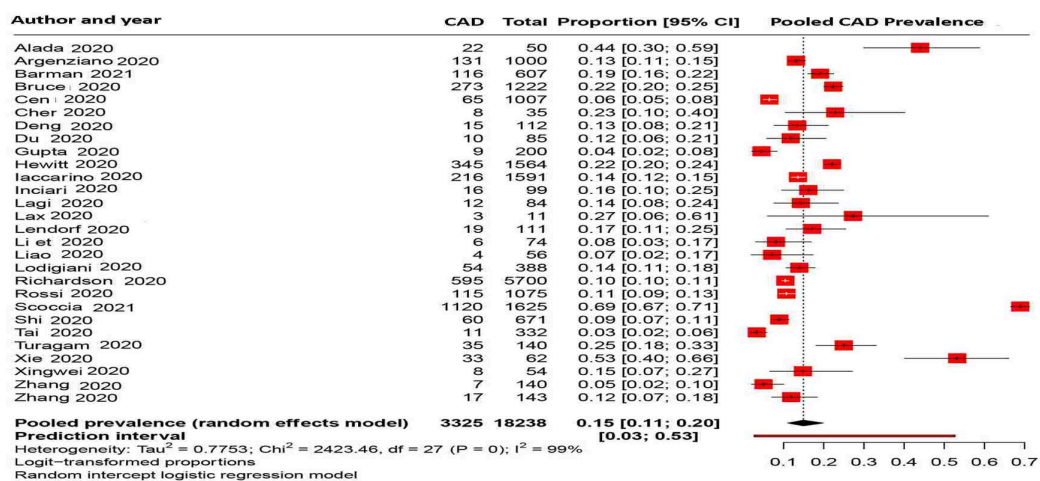 Author and year CAD Total Proportion [95% CI] Pooled CAD Prevalence
Alada 2020 22 50 0.44 [0.30; 0.59]
Argenziano 2020 131 1000 0.13 [0.11; 0.15]
Barman 2021 116 607 0.19 [0.16; 0.22]
Bruce 2020 273 1222 0.22 [0.20; 0.25]
Cen 2020 65 1007 0.06 [0.05; 0.08]
Cher 2020 8 35 0.23 [0.10; 0.40]
Deng 2020 15 112 0.13 [0.08; 0.21]
Du 2020 10 85 0.12 [0.06; 0.21]
Gupta 2020 9 200 0.04 [0.02; 0.08]
Hewitt 2020 345 1564 0.22 [0.20; 0.24]
Iaccarino 2020 216 1591 0.14 [0.12; 0.15]
Inciari 2020 16 99 0.16 [0.10; 0.25]
Lagi 2020 12 84 0.14 [0.08; 0.24]
Lax 2020 3 11 0.27 [0.06; 0.61]
Lendorf 2020 19 111 0.17 [0.11; 0.25]
Li et 2020 6 74 0.08 [0.03; 0.17]
Liao 2020 4 56 0.07 [0.02; 0.17]
Lodigiani 2020 54 388 0.14 [0.11; 0.18]
Richardson 2020 595 5700 0.10 [0.10; 0.11]
Rossi 2020 115 1075 0.11 [0.09; 0.13]
Scoccia 2021 1120 1625 0.69 [0.67; 0.71]
Shi 2020 60 671 0.09 [0.07; 0.11]
Tai 2020 11 332 0.03 [0.02; 0.06]
Turagam 2020 35 140 0.25 [0.18; 0.33]
Xie 2020 33 62 0.53 [0.40; 0.66]
Xingwei 2020 8 54 0.15 [0.07; 0.27]
Zhang 2020 7 140 0.05 [0.02; 0.10]
Zhang 2020 17 143 0.12 [0.07; 0.18]
Pooled prevalence (random effects model) 3325 18238 0.15 [0.11; 0.20]
Prediction interval [0.03; 0.53]
Heterogeneity: Tau² = 0.7753; Chi² = 2423.46, df = 27 (P = 0); I² = 99%
Logit−transformed proportions
Random intercept logistic regression model
0.1 0.2 0.3 0.4 0.5 0.6 0.7